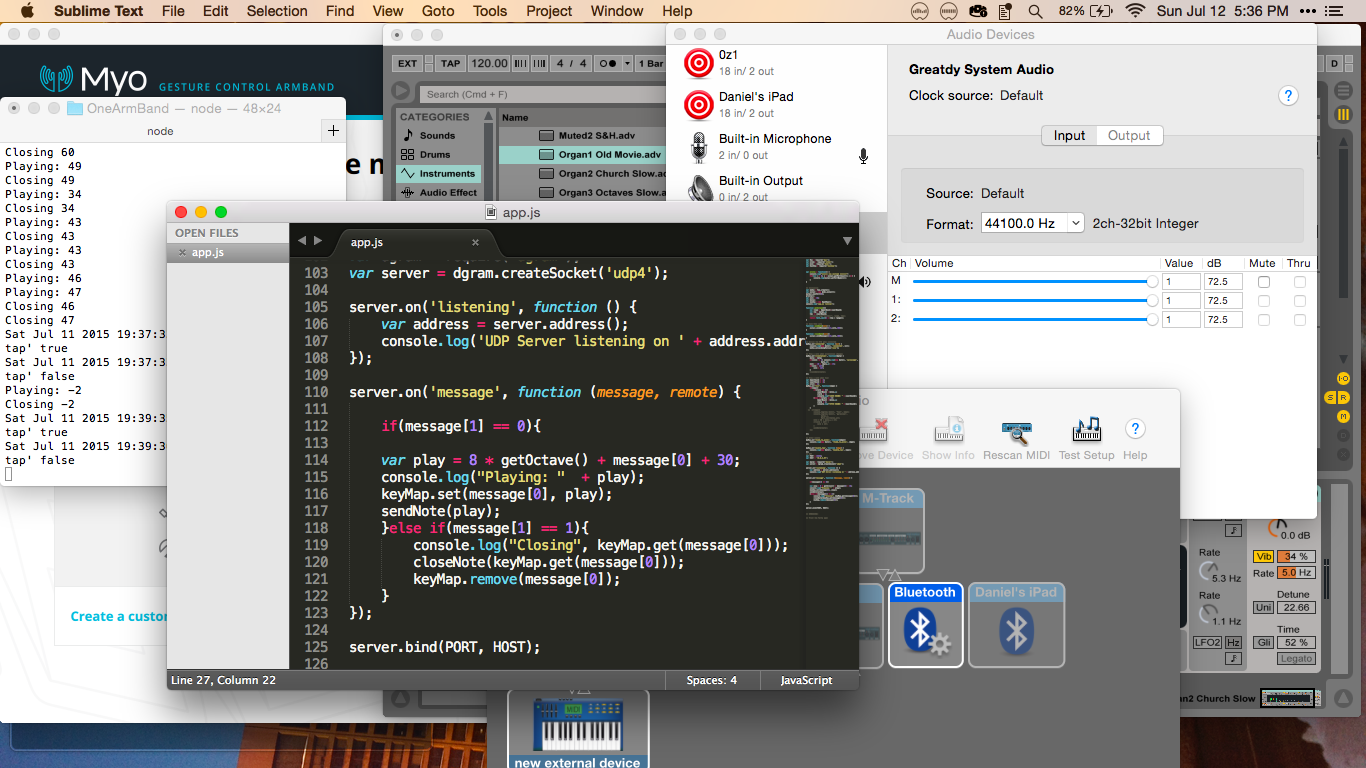 Sublime Text File Edit Selection Find View Goto Tools Project Window Help 82% Sun Jul 12 5:36 PM
Myo GESTURE CONTROL ARMBAND
OneArmBand — node — 48×24
node
Closing 60
Playing: 49
Closing 49
Playing: 34
Closing 34
Playing: 43
Closing 43
Playing: 43
Closing 43
Playing: 46
Playing: 47
Closing 46
Closing 47
Sat Jul 11 2015 19:37:3
tap' true
Sat Jul 11 2015 19:37:3
tap' false
Playing: -2
Closing -2
Sat Jul 11 2015 19:39:3
tap' true
Sat Jul 11 2015 19:39:3
tap' false
Create a custo
EXT TAP 120.00 4 / 4 1 Bar
Search (Cmd + F)
CATEGORIES
Sounds
Drums
Instruments
Audio Effect
Name
Muted2 S&H.adv
Organ1 Old Movie.adv
Organ2 Church Slow.ad
Organ3 Octaves Slow.a
Audio Devices
0z1
18 in/ 2 out
Daniel's iPad
18 in/ 2 out
Built-in Microphone
2 in/ 0 out
Built-in Output
0 in/ 2 out
Greatdy System Audio
Clock source: Default
?
Input Output
Source: Default
Format: 44100.0 Hz 2ch-32bit Integer
Ch Volume Value dB Mute Thru
M 1 72.5
1: 1 72.5
2: 1 72.5
D
app.js
OPEN FILES
app.js
app.js
103 var server = dgram.createSocket('udp4');
104
105 server.on('listening', function () {
106 var address = server.address();
107 console.log('UDP Server listening on ' + address.addr
108 });
109
110 server.on('message', function (message, remote) {
111
112 if(message[1] == 0){
113
114 var play = 8 * getOctave() + message[0] + 30;
115 console.log("Playing: " + play);
116 keyMap.set(message[0], play);
117 sendNote(play);
118 }else if(message[1] == 1){
119 console.log("Closing", keyMap.get(message[0]));
120 closeNote(keyMap.get(message[0]));
121 keyMap.remove(message[0]);
122 }
123 });
124
125 server.bind(PORT, HOST);
126
Line 27, Column 22 Spaces: 4 JavaScript
ve Device Show Info Rescan MIDI Test Setup Help
M-Track
Bluetooth
Daniel's iPad
new external device
MIDI
0.0 dB
Rate
5.3 Hz
Rate
1.1 Hz
LFO2 Hz
Vib 34 %
Rate 5.0 Hz
Detune
Uni 22.66
Time
Gli 52 %
Legato
I-O
S R
M
an2 Church Slow